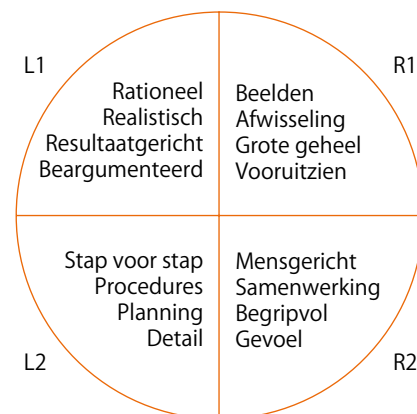 L1
Rationeel
Realistisch
Resultaatgericht
Beargumenteerd
R1
Beelden
Afwisseling
Grote geheel
Vooruitzien
Stap voor stap
Procedures
Planning
Detail
L2
Mensgericht
Samenwerking
Begripvol
Gevoel
R2